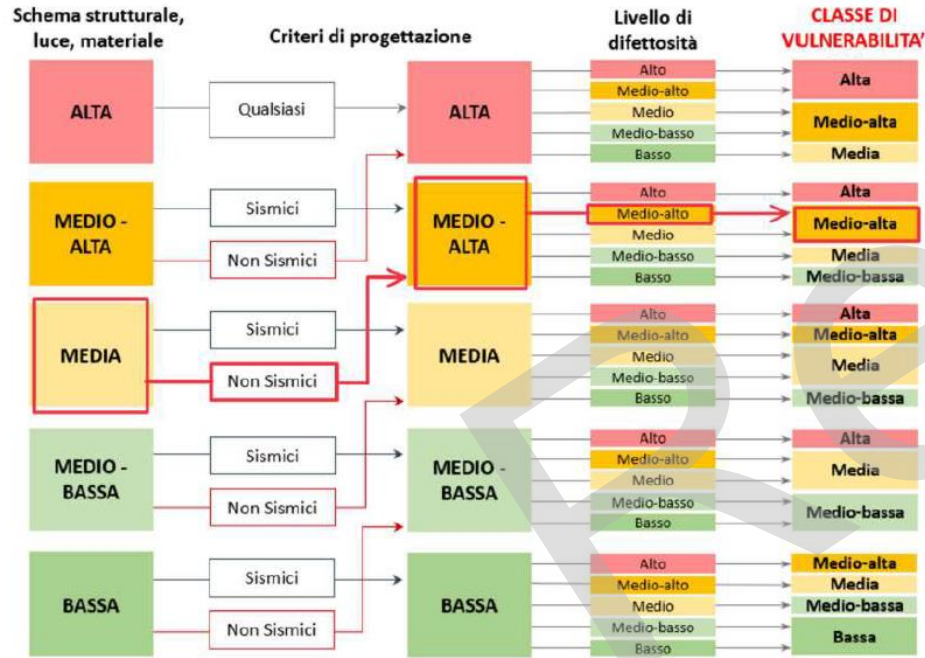 Schema strutturale,
luce, materiale
Criteri di progettazione
Livello di
difettosità
CLASSE DI
VULNERABILITA'
ALTA
Qualsiasi
ALTA
Alto
Medio-alto
Medio
Medio-basso
Basso
Alta
Medio-alta
Media
MEDIO -
ALTA
Sismici
Non Sismici
MEDIO -
ALTA
Alto
Medio-alto
Medio
Medio-basso
Basso
Alta
Medio-alta
Media
Medio-bassa
MEDIA
Sismici
Non Sismici
MEDIA
Alto
Medio-alto
Medio
Medio-basso
Basso
Alta
Medio-alta
Media
Medio-bassa
MEDIO -
BASSA
Sismici
Non Sismici
MEDIO -
BASSA
Alto
Medio-alto
Medio
Medio-basso
Basso
Alta
Media
Medio-bassa
BASSA
Sismici
Non Sismici
BASSA
Alto
Medio-alto
Medio
Medio-basso
Basso
Medio-alta
Media
Medio-bassa
Bassa